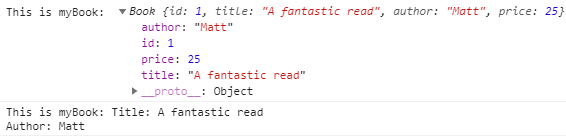 This is myBook: ▼Book {id: 1, title: "A fantastic read", author: "Matt", price: 25}
author: "Matt"
id: 1
price: 25
title: "A fantastic read"
▶__proto__: Object
This is myBook: Title: A fantastic read
Author: Matt